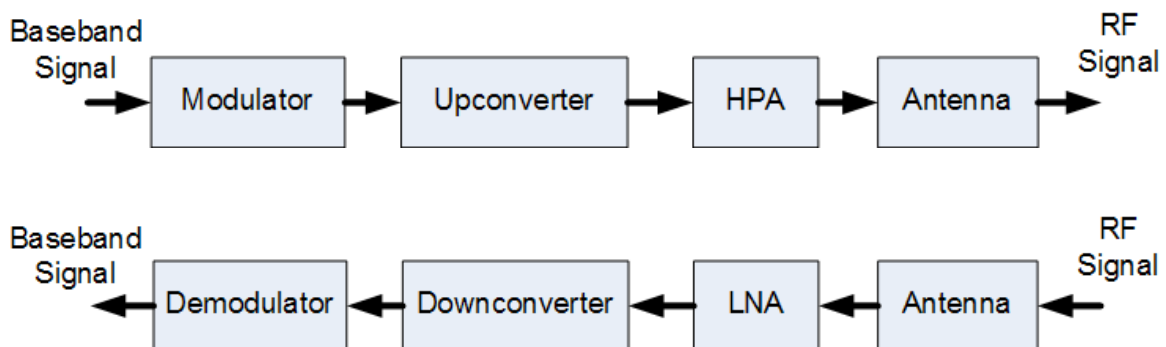 Baseband
Signal
RF
Signal
Modulator
Upconverter
HPA
Antenna
Baseband
Signal
RF
Signal
Demodulator
Downconverter
LNA
Antenna